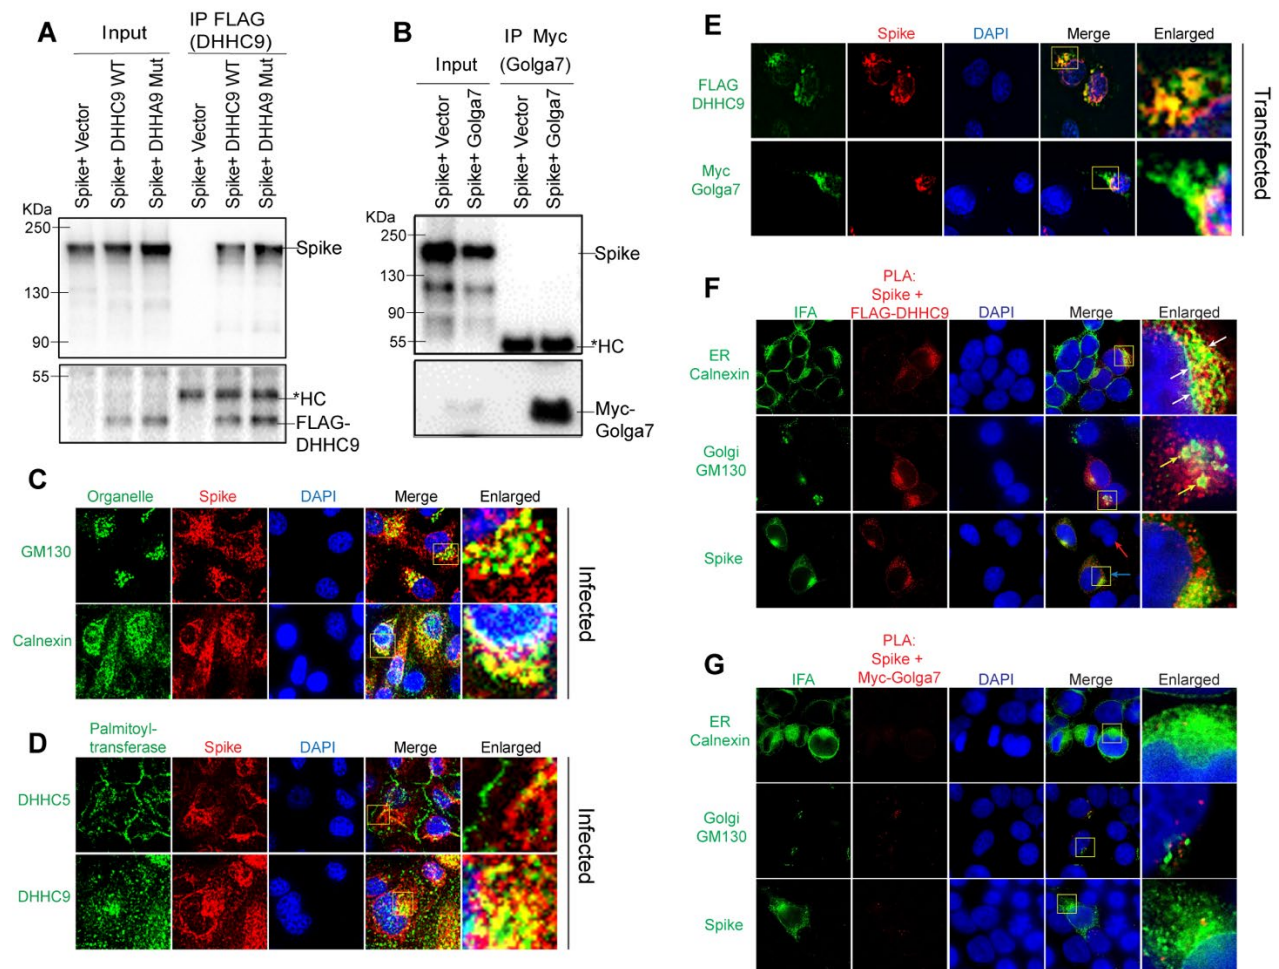 A
Input
IP FLAG
(DHHC9)
Spike+ Vector
Spike+ DHHC9 WT
Spike+ DHHA9 Mut
Spike+ Vector
Spike+ DHHC9 WT
Spike+ DHHA9 Mut
KDa
250
130
90
Spike
55
*HC
FLAG-
DHHC9
B
Input
IP Myc
(Golga7)
Spike+ Vector
Spike+ Golga7
Spike+ Vector
Spike+ Golga7
KDa
250
130
90
55
Spike
*HC
Myc-
Golga7
C
Organelle
Spike
DAPI
Merge
Enlarged
GM130
Calnexin
Infected
D
Palmitoyl-
transferase
Spike
DAPI
Merge
Enlarged
DHHC5
DHHC9
Infected
E
Spike
DAPI
Merge
Enlarged
FLAG
DHHC9
Myc
Golga7
Transfected
F
IFA
PLA:
Spike +
FLAG-DHHC9
DAPI
Merge
Enlarged
ER
Calnexin
Golgi
GM130
Spike
G
IFA
PLA:
Spike +
Myc-Golga7
DAPI
Merge
Enlarged
ER
Calnexin
Golgi
GM130
Spike